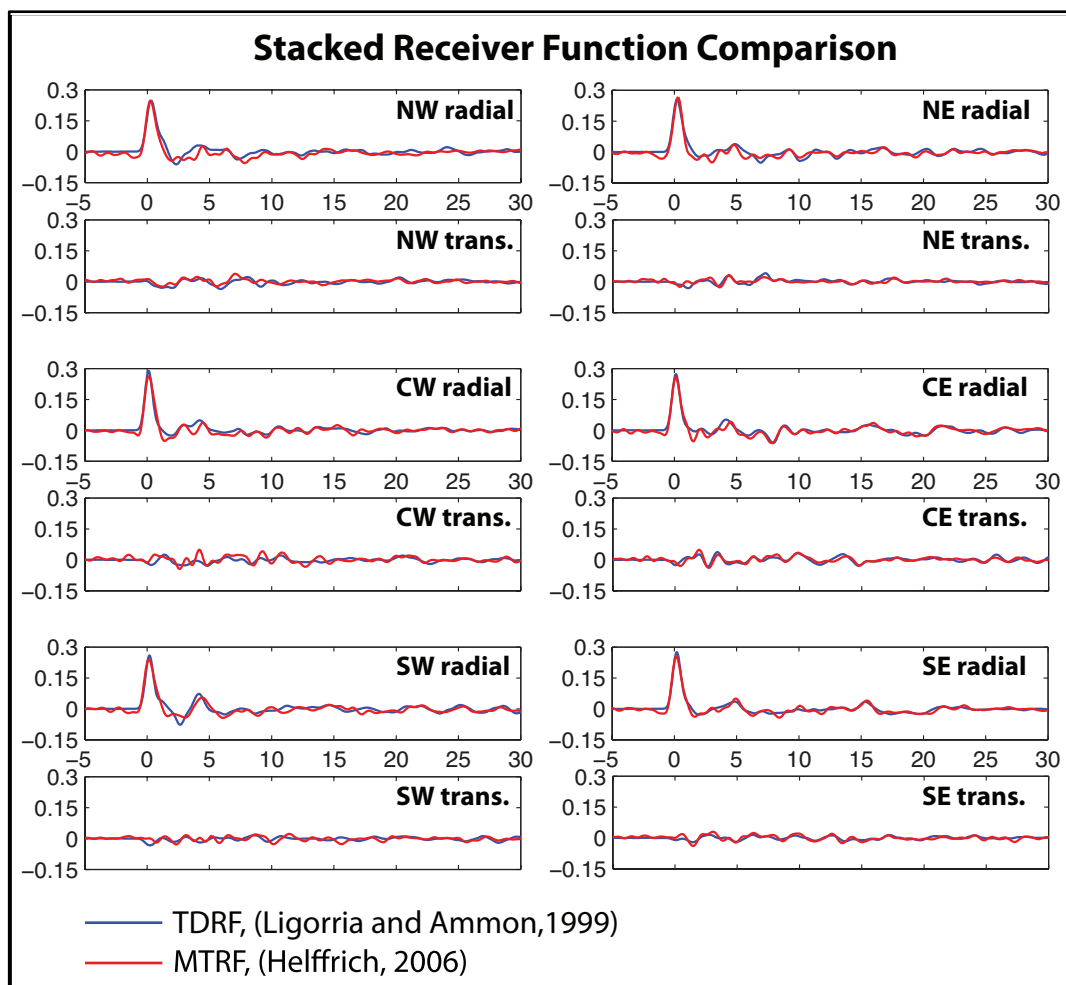 Stacked Receiver Function Comparison
NW radial
0.3
0.15
0
−0.15
−5 0 5 10 15 20 25 30
NE radial
0.3
0.15
0
−0.15
−5 0 5 10 15 20 25 30
NW trans.
0.3
0.15
0
−0.15
NE trans.
0.3
0.15
0
−0.15
CW radial
0.3
0.15
0
−0.15
−5 0 5 10 15 20 25 30
CE radial
0.3
0.15
0
−0.15
−5 0 5 10 15 20 25 30
CW trans.
0.3
0.15
0
−0.15
CE trans.
0.3
0.15
0
−0.15
SW radial
0.3
0.15
0
−0.15
−5 0 5 10 15 20 25 30
SE radial
0.3
0.15
0
−0.15
−5 0 5 10 15 20 25 30
SW trans.
0.3
0.15
0
−0.15
SE trans.
0.3
0.15
0
−0.15
TDRF, (Ligorria and Ammon,1999)
MTRF, (Helffrich, 2006)